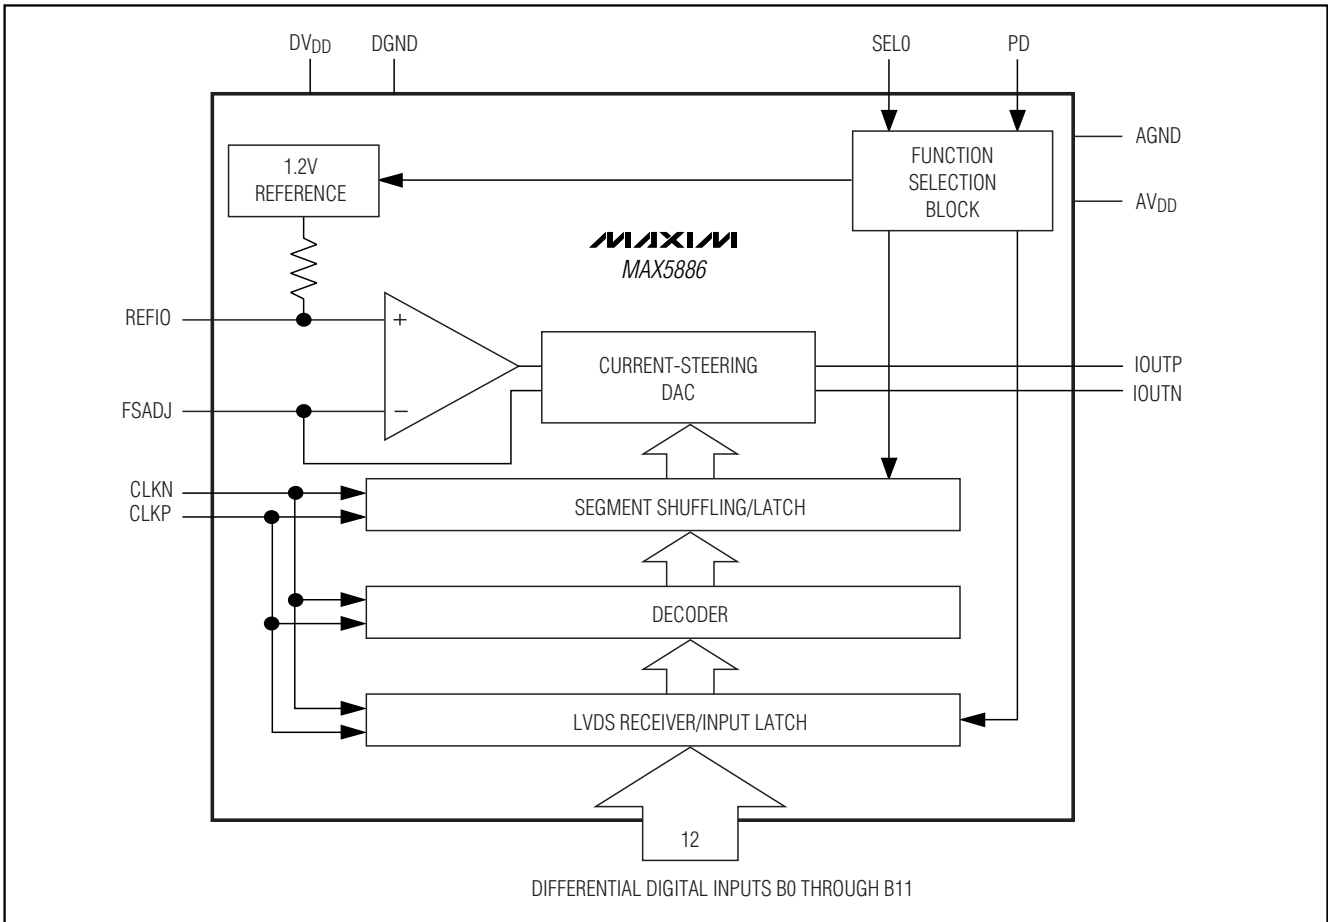 DVDD DGND SEL0 PD
AGND
AVDD
1.2V
REFERENCE
FUNCTION
SELECTION
BLOCK
MAXIM
MAX5886
REFIO
+
CURRENT-STEERING
DAC
IOUTP
IOUTN
FSADJ
−
CLKN
CLKP
SEGMENT SHUFFLING/LATCH
DECODER
LVDS RECEIVER/INPUT LATCH
12
DIFFERENTIAL DIGITAL INPUTS B0 THROUGH B11